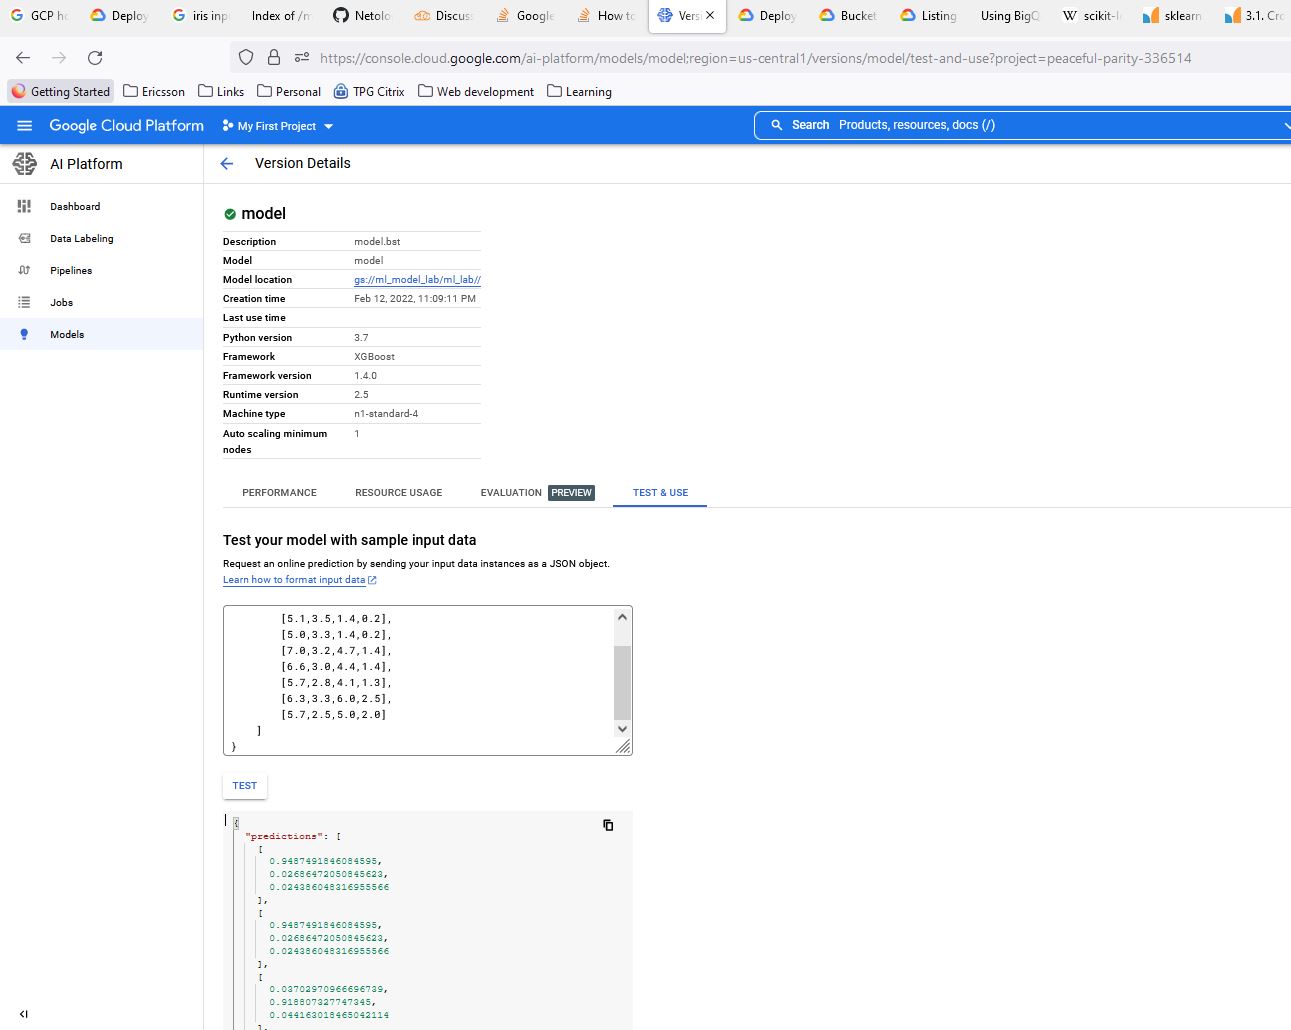 GCP ho
Deploy
iris inp
Index of /m
Netolo
Discus
Google
How to
Vers
Deploy
Bucket
Listing
Using BigQ
scikit-l
sklearn
3.1. Cro
https://console.cloud.google.com/ai-platform/models/model;region=us-central1/versions/model/test-and-use?project=peaceful-parity-336514
Getting Started Ericsson Links Personal TPG Citrix Web development Learning
Google Cloud Platform My First Project Search Products, resources, docs (/)
AI Platform
Version Details
Dashboard
Data Labeling
Pipelines
Jobs
Models
model
Description model.bst
Model model
Model location gs://ml_model_lab/ml_lab//
Creation time Feb 12, 2022, 11:09:11 PM
Last use time
Python version 3.7
Framework XGBoost
Framework version 1.4.0
Runtime version 2.5
Machine type n1-standard-4
Auto scaling minimum 1
nodes
PERFORMANCE RESOURCE USAGE EVALUATION PREVIEW TEST & USE
Test your model with sample input data
Request an online prediction by sending your input data instances as a JSON object.
Learn how to format input data
[5.1,3.5,1.4,0.2],
[5.0,3.3,1.4,0.2],
[7.0,3.2,4.7,1.4],
[6.6,3.0,4.4,1.4],
[5.7,2.8,4.1,1.3],
[6.3,3.3,6.0,2.5],
[5.7,2.5,5.0,2.0]
]
}
TEST
{
"predictions": [
[
0.9487491846084595,
0.02686472050845623,
0.024386048316955566
],
[
0.9487491846084595,
0.02686472050845623,
0.024386048316955566
],
[
0.03702970966696739,
0.918807327747345,
0.044163018465042114
],